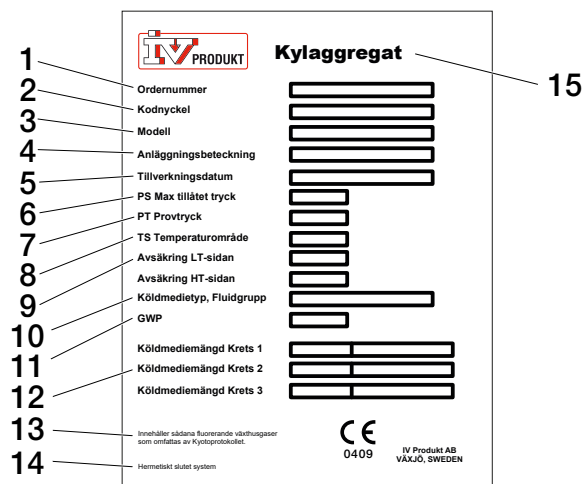 IV PRODUKT
Kylaggregat
15
1 Ordernummer
2 Kodnyckel
3 Modell
4 Anläggningsbeteckning
5 Tillverkningsdatum
6 PS Max tillåtet tryck
7 PT Provtryck
8 TS Temperaturområde
9 Avsäkring LT-sidan
Avsäkring HT-sidan
10 Köldmedietyp, Fluidgrupp
11 GWP
Köldmediemängd Krets 1
12 Köldmediemängd Krets 2
Köldmediemängd Krets 3
13 Innehåller sådana fluorerande växthusgaser
som omfattas av Kyotoprotokollet.
CE
0409
IV Produkt AB
VÄXJÖ, SWEDEN
14 Hermetiskt slutet system